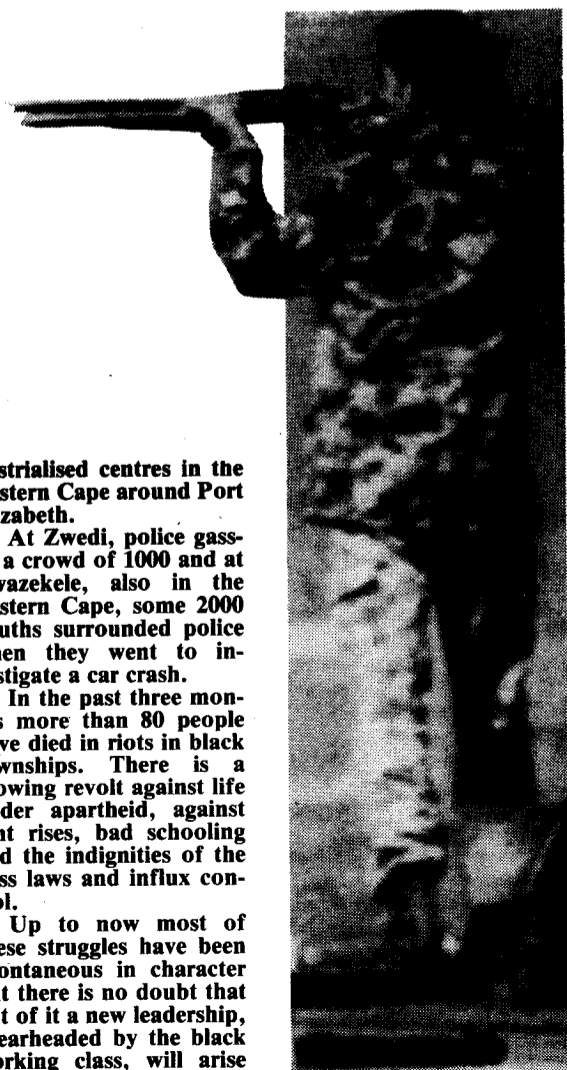 strialised centres in the
stern Cape around Port
zabeth.
At Zwedi, police gass-
a crowd of 1000 and at
wazekele, also in the
stern Cape, some 2000
uths surrounded police
en they went to in-
stigate a car crash.
In the past three mon-
s more than 80 people
ve died in riots in black
wnships. There is a
owing revolt against life
der apartheid, against
nt rises, bad schooling
d the indignities of the
ss laws and influx con-
ol.
Up to now most of
ese struggles have been
ontaneous in character
t there is no doubt that
t of it a new leadership,
earheaded by the black
orking class, will arise